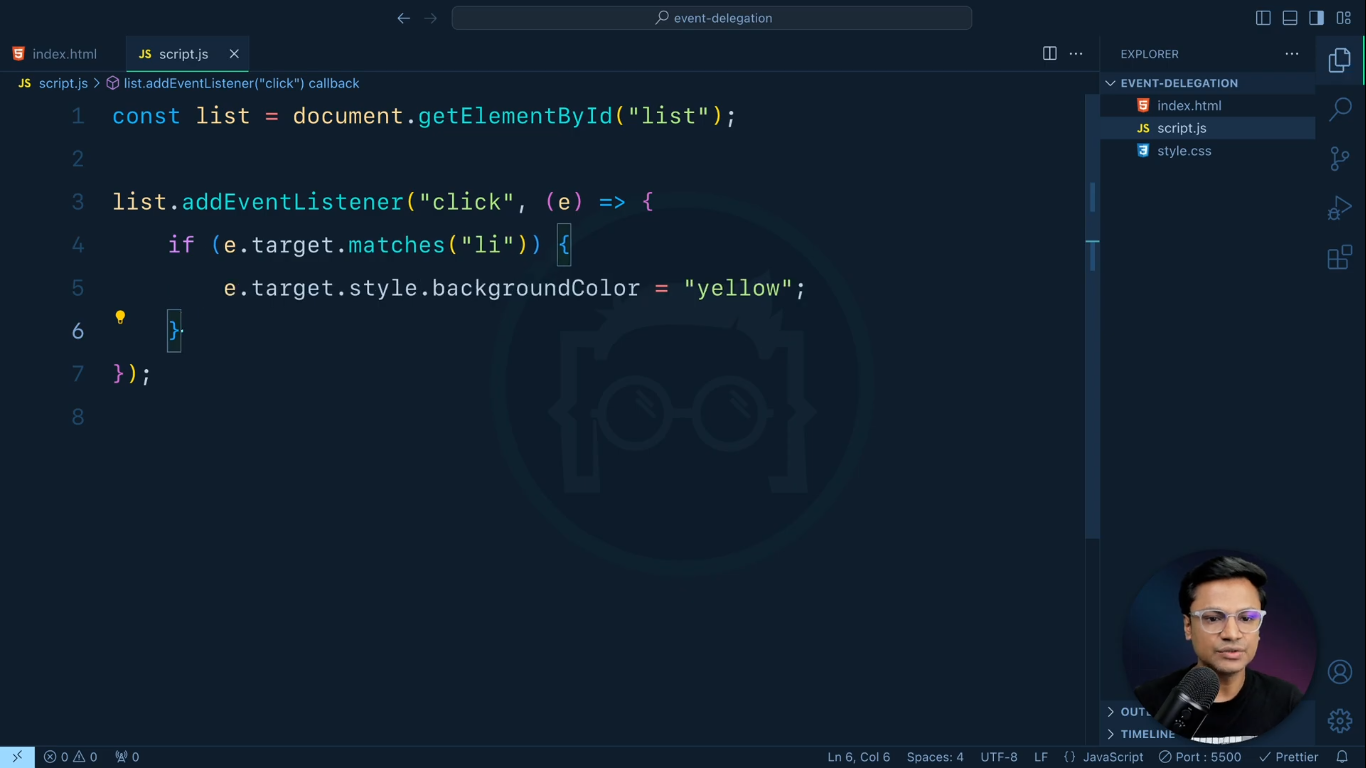 event-delegation
index.html
JS script.js
EXPLORER
JS script.js > list.addEventListener("click") callback
EVENT-DELEGATION
index.html
JS script.js
style.css
1 const list = document.getElementById("list");
2
3 list.addEventListener("click", (e) => {
4 if (e.target.matches("li")) {
5 e.target.style.backgroundColor = "yellow";
6 }
7 });
8
TIMELINE
0 0 0
Ln 6, Col 6 Spaces: 4 UTF-8 LF {} JavaScript Port : 5500 Prettier